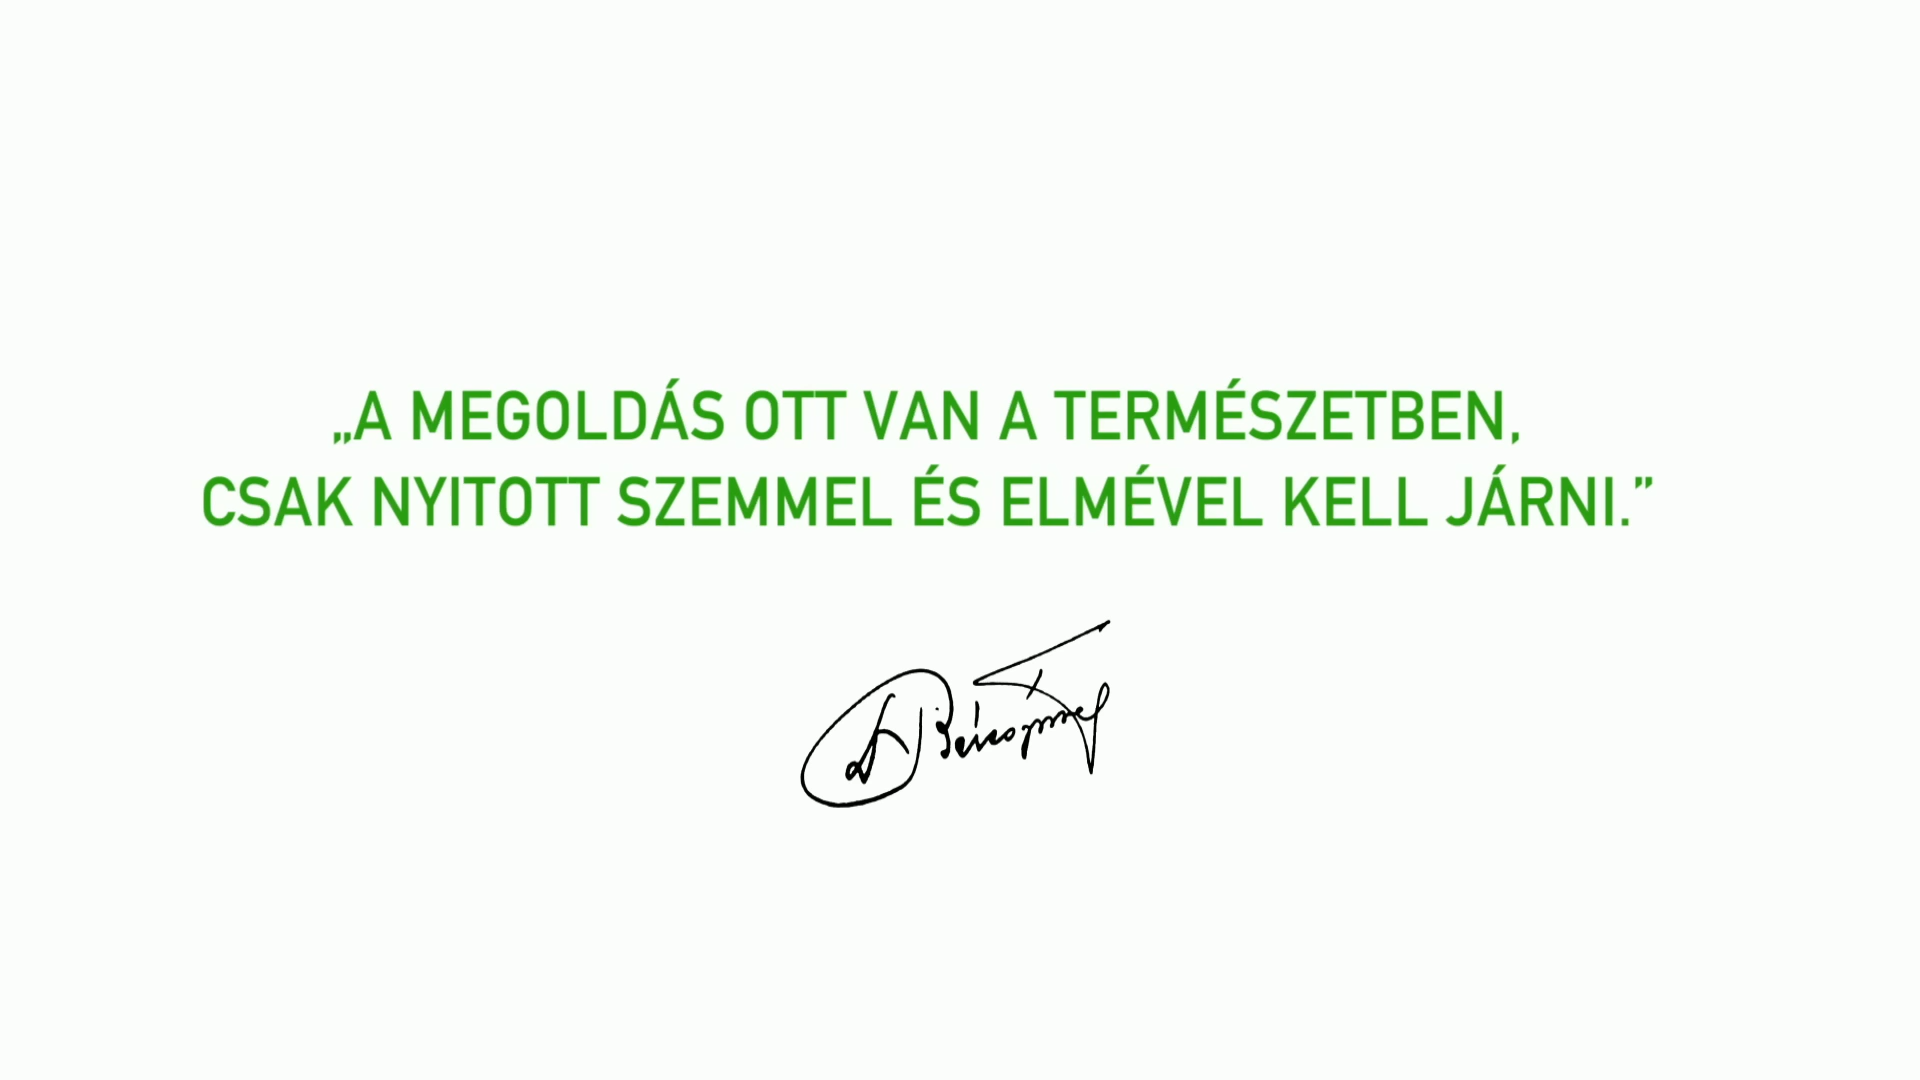 „A MEGOLDÁS OTT VAN A TERMÉSZETBEN,
CSAK NYITOTT SZEMMEL ÉS ELMÉVEL KELL JÁRNI.”